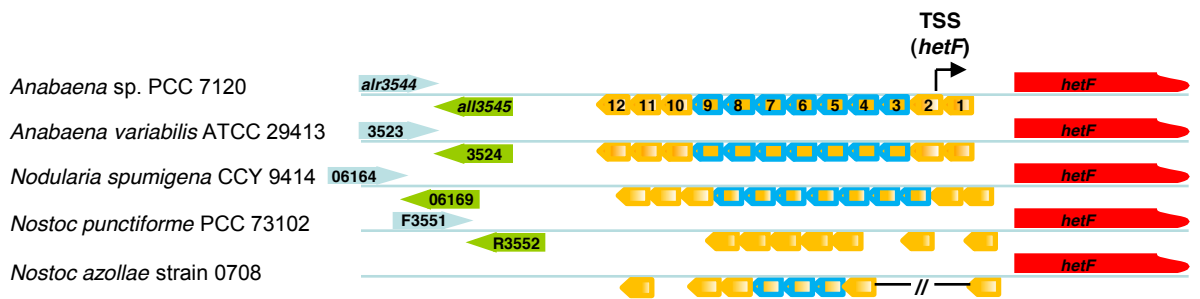 TSS
(hetF)
Anabaena sp. PCC 7120 alr3544 hetF
all3545 12 11 10 9 8 7 6 5 4 3 2 1
Anabaena variabilis ATCC 29413 3523 hetF
3524
Nodularia spumigena CCY 9414 06164 hetF
06169
Nostoc punctiforme PCC 73102 F3551 hetF
R3552
Nostoc azollae strain 0708 hetF
//